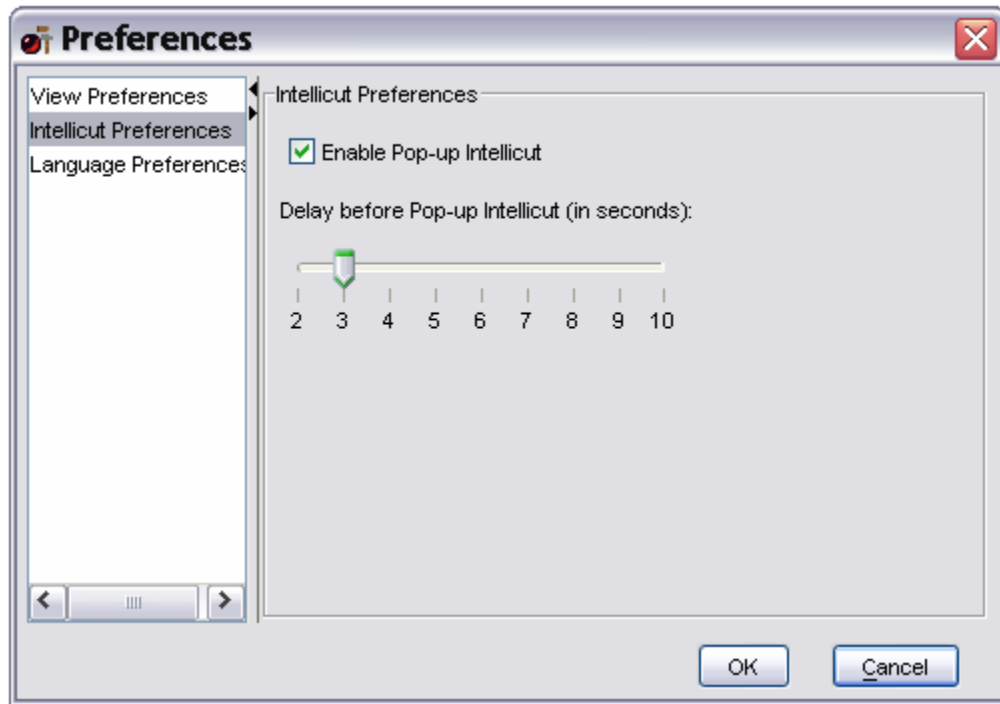 Preferences
View Preferences
Intellicut Preferences
Language Preferences
Intellicut Preferences
Enable Pop-up Intellicut
Delay before Pop-up Intellicut (in seconds):
2 3 4 5 6 7 8 9 10
OK Cancel